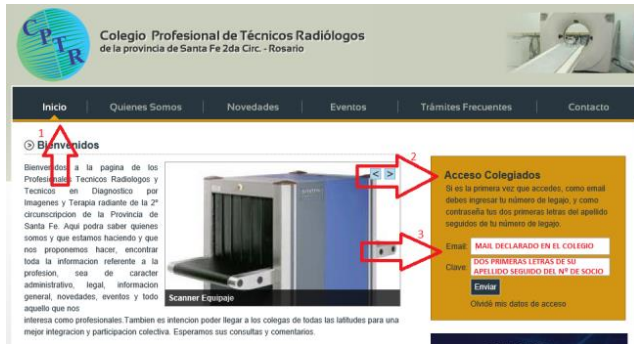 CPTR
Colegio Profesional de Técnicos Radiólogos
de la provincia de Santa Fe 2da Circ. - Rosario
Inicio
Quienes Somos
Novedades
Eventos
Trámites Frecuentes
Contacto
1
Bienvenidos
Bienvenidos a la pagina de los
Profesionales Tecnicos Radiologos y
Tecnicos en Diagnostico por
Imagenes y Terapia radiante de la 2ª
circunscripcion de la Provincia de
Santa Fe. Aqui podra saber quienes
somos y que estamos haciendo y que
nos proponemos hacer, encontrar
toda la informacion referente a la
profesion, sea de caracter
administrativo, legal, informacion
general, novedades, eventos y todo
aquello que nos
interesa como profesionales.Tambien es intencion poder llegar a los colegas de todas las latitudes para una
mejor integracion y participacion colectiva. Esperamos sus consultas y comentarios.
< >
Scanner Equipaje
2
Acceso Colegiados
Si es la primera vez que accedes, como email
debes ingresar tu número de legajo, y como
contraseña tus dos primeras letras del apellido
seguidos de tu número de legajo.
3
Email: MAIL DECLARADO EN EL COLEGIO
Clave: DOS PRIMERAS LETRAS DE SU
APELLIDO SEGUIDO DEL Nº DE SOCIO
Enviar
Olvidé mis datos de acceso